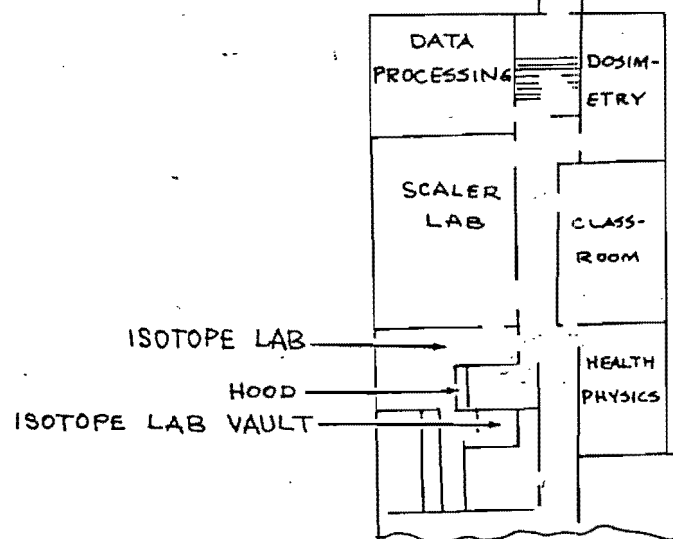 DATA
PROCESSING
DOSIM-
ETRY
SCALER
LAB
CLASS-
ROOM
ISOTOPE LAB
HOOD
ISOTOPE LAB VAULT
HEALTH
PHYSICS